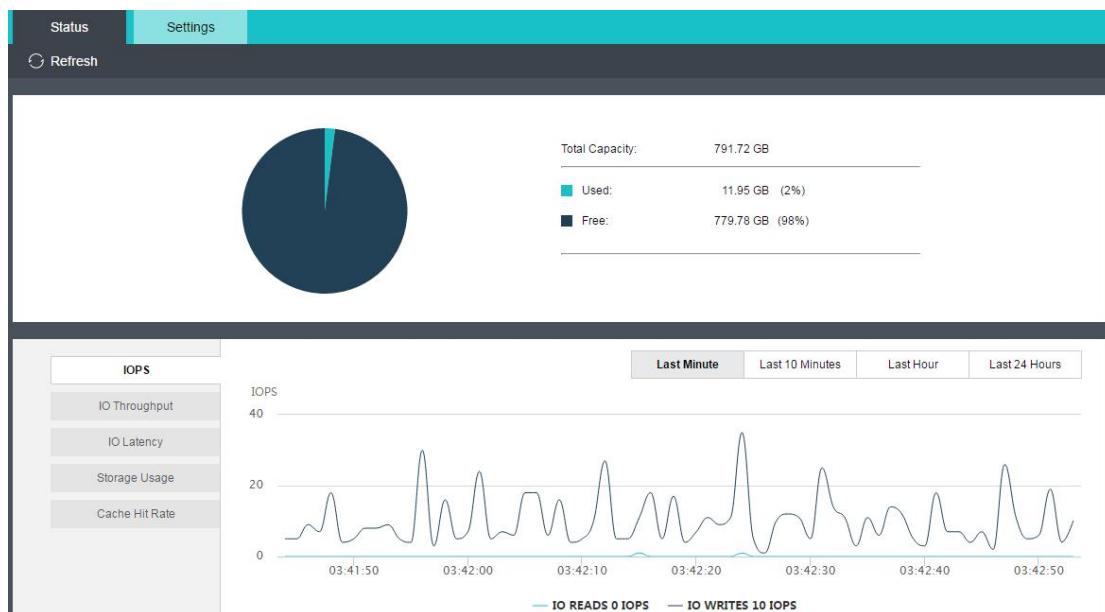 Status Settings
Refresh
Total Capacity: 791.72 GB
Used: 11.95 GB (2%)
Free: 779.78 GB (98%)
IOPS
IO Throughput
IO Latency
Storage Usage
Cache Hit Rate
Last Minute Last 10 Minutes Last Hour Last 24 Hours
IOPS
40
20
0
03:41:50 03:42:00 03:42:10 03:42:20 03:42:30 03:42:40 03:42:50
IO READS 0 IOPS IO WRITES 10 IOPS